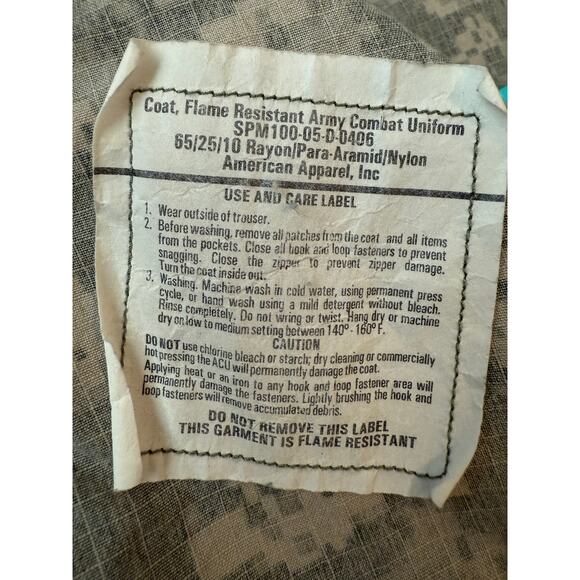 Coat, Flame Resistant Army Combat Uniform
SPM100-05-D-0406
65/25/10 Rayon/Para-Aramid/Nylon
American Apparel, Inc
USE AND CARE LABEL
1. Wear outside of trouser.
2. Before washing, remove all patches from the coat and all items
from the pockets. Close all hook and loop fasteners to prevent
snagging. Close the zipper to prevent zipper damage.
Turn the coat inside out.
3. Washing. Machine wash in cold water, using permanent press
cycle, or hand wash using a mild detergent without bleach.
Rinse completely. Do not wring or twist. Hang dry or machine
dry on low to medium setting between 140°-160°F.
CAUTION
DO NOT use chlorine bleach or starch; dry cleaning or commercially
hot pressing the ACU will permanently damage the coat.
Applying heat or an iron to any hook and loop fastener area will
permanently damage the fasteners. Lightly brushing the hook and
loop fasteners will remove accumulated debris.
DO NOT REMOVE THIS LABEL
THIS GARMENT IS FLAME RESISTANT